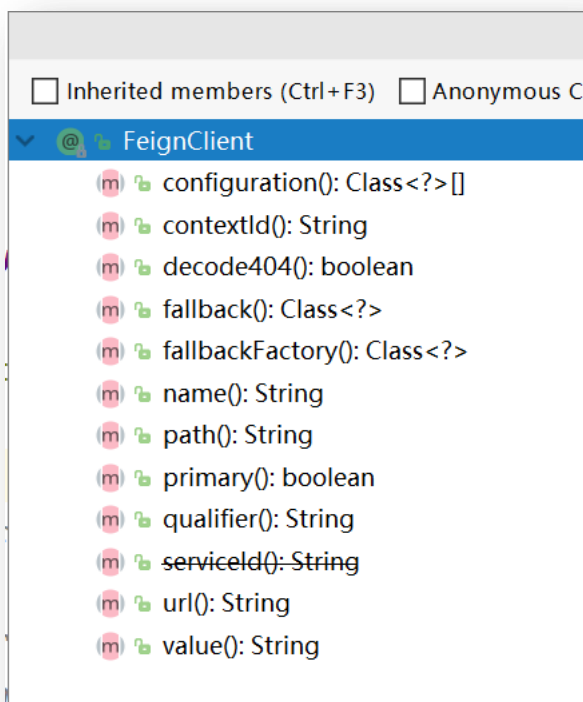 Inherited members (Ctrl+F3) Anonymous C
@ FeignClient
m configuration(): Class<?>[]
m contextId(): String
m decode404(): boolean
m fallback(): Class<?>
m fallbackFactory(): Class<?>
m name(): String
m path(): String
m primary(): boolean
m qualifier(): String
m serviceId(): String
m url(): String
m value(): String